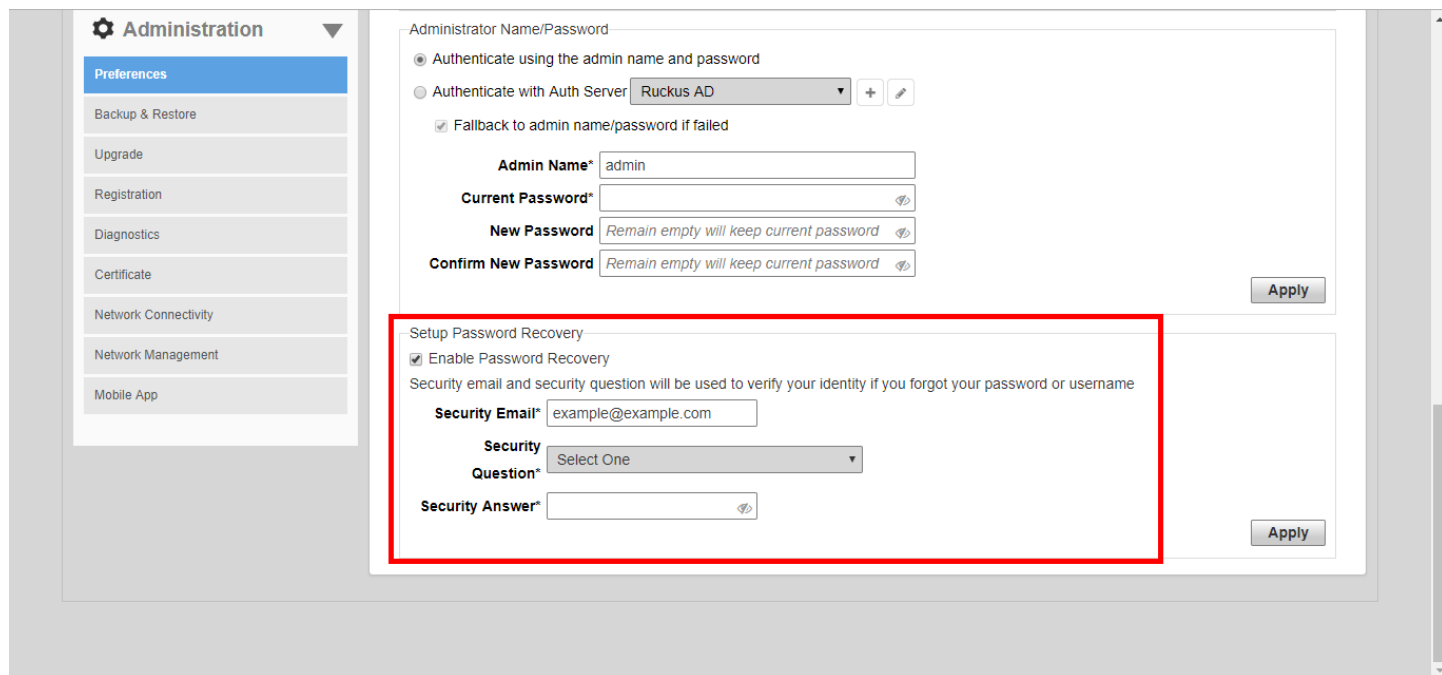 Administration
Preferences
Backup & Restore
Upgrade
Registration
Diagnostics
Certificate
Network Connectivity
Network Management
Mobile App
Administrator Name/Password
Authenticate using the admin name and password
Authenticate with Auth Server Ruckus AD
Fallback to admin name/password if failed
Admin Name* admin
Current Password*
New Password Remain empty will keep current password
Confirm New Password Remain empty will keep current password
Apply
Setup Password Recovery
Enable Password Recovery
Security email and security question will be used to verify your identity if you forgot your password or username
Security Email* example@example.com
Security
Question*
Select One
Security Answer*
Apply